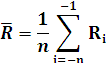 R̅ = 1/n ∑_{i=-n}^{-1} R_i